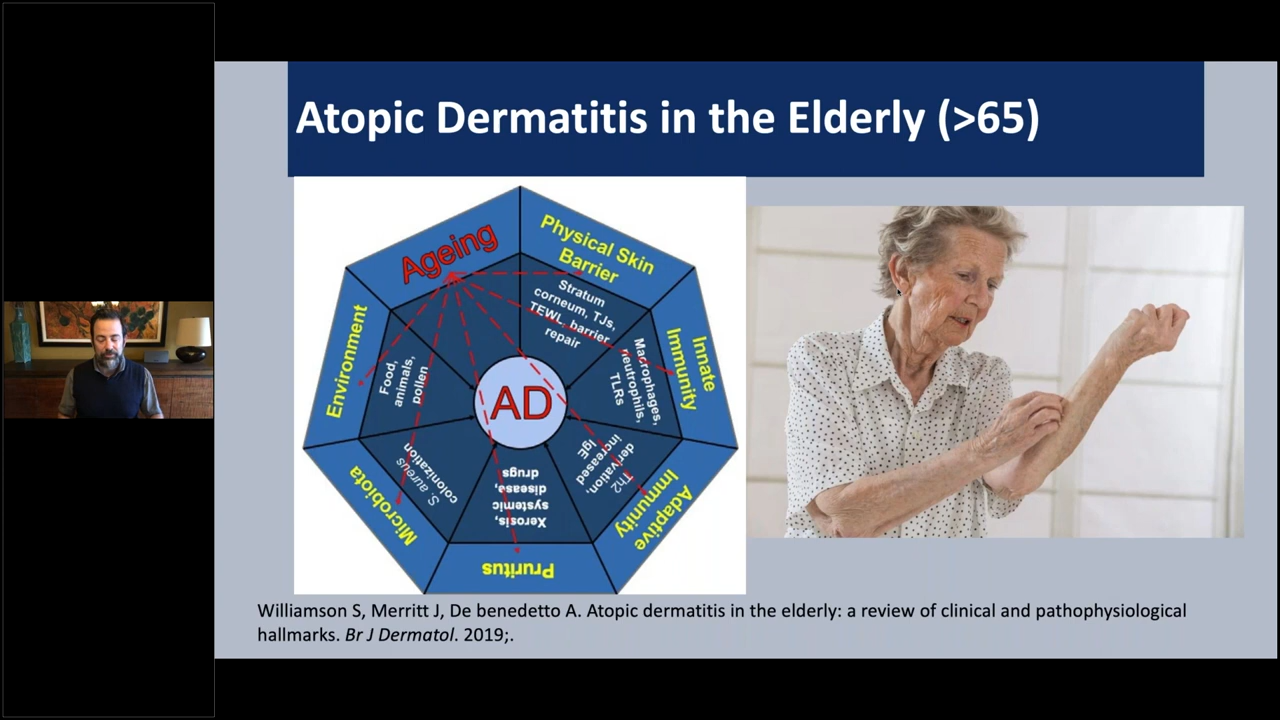 Atopic Dermatitis in the Elderly (>65)
Ageing
Physical Skin
Barrier
Stratum
corneum, TJs,
TEWL, barrier
repair
Innate
Immunity
Macrophages,
neutrophils,
TLRs
Adaptive
Immunity
Th2
derivation,
increased
IgE
Pruritus
Xerosis,
systemic
disease,
drugs
Microbiota
S. aureus
colonization
Environment
Food,
animals,
pollen
AD
Williamson S, Merritt J, De benedetto A. Atopic dermatitis in the elderly: a review of clinical and pathophysiological
hallmarks. Br J Dermatol. 2019;.